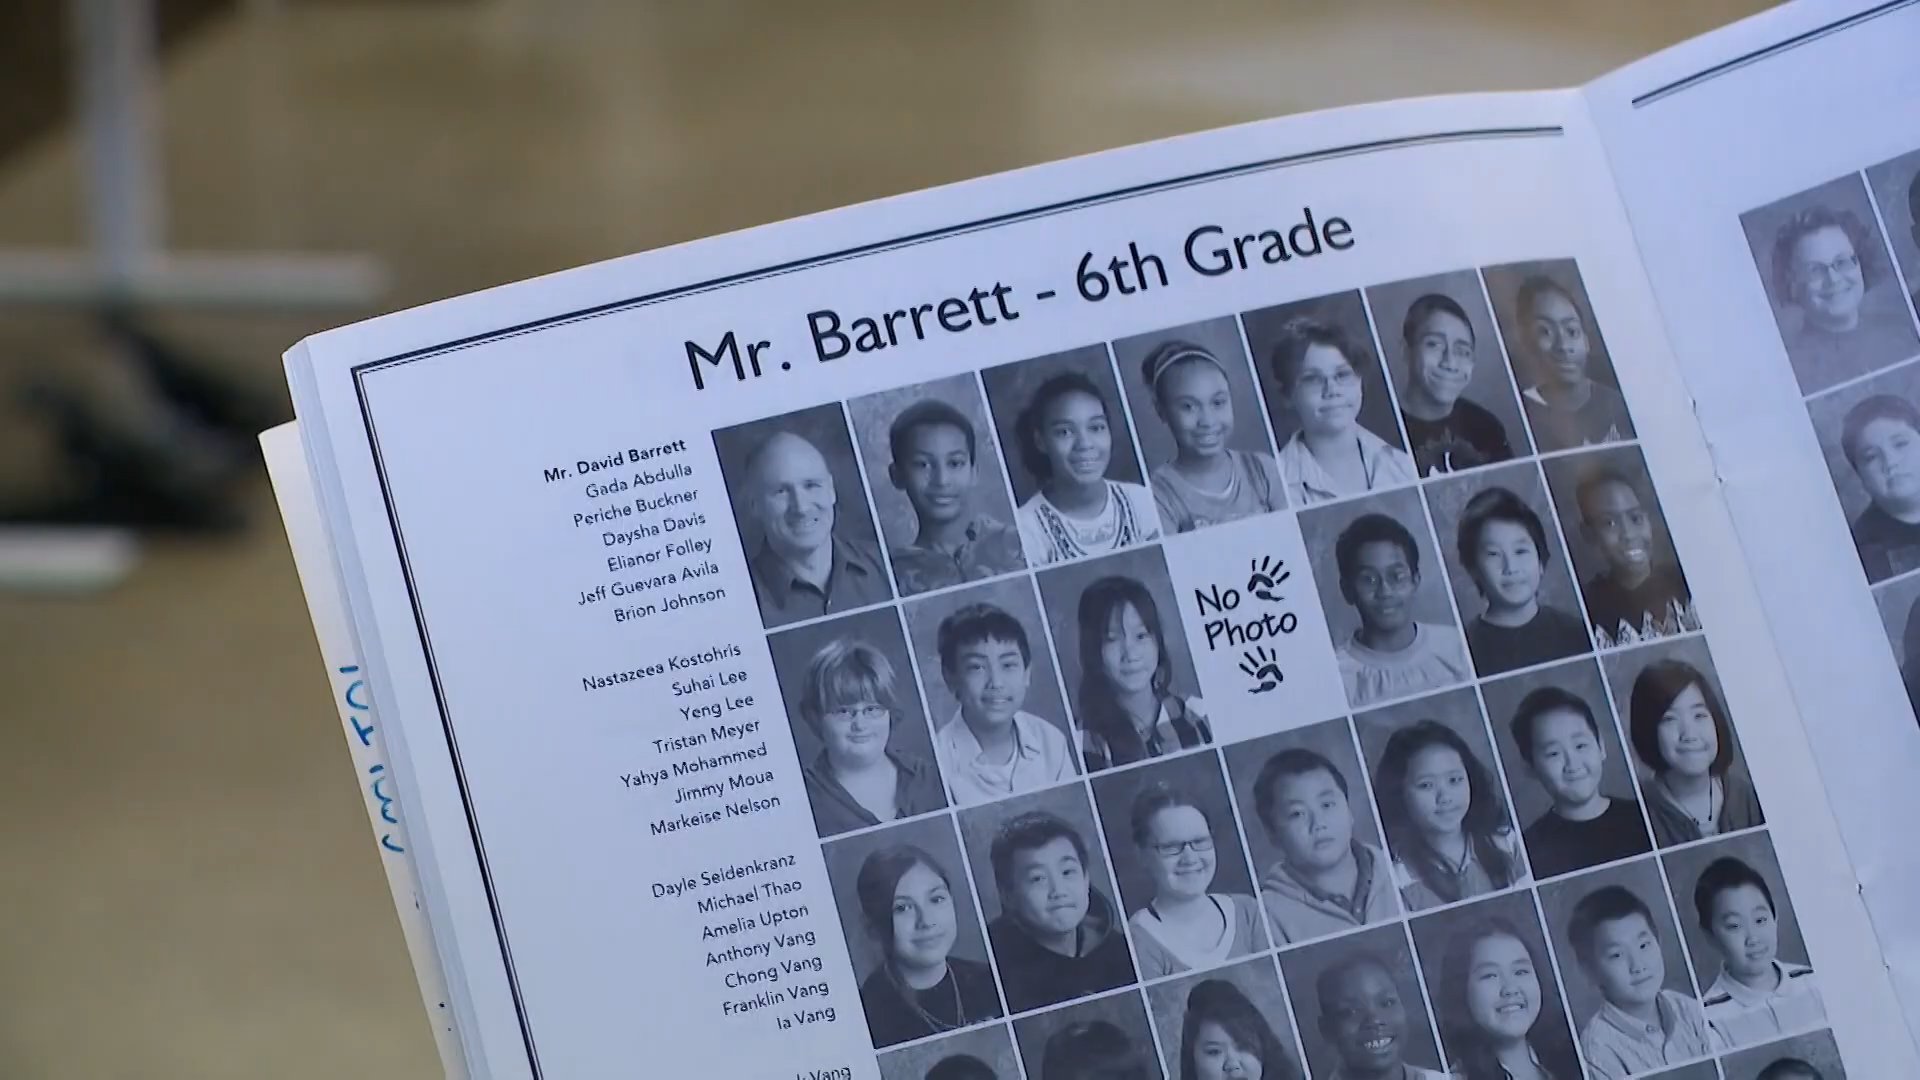 Mr. Barrett - 6th Grade
Mr. David Barrett
Gada Abdulla
Periche Buckner
Daysha Davis
Elianor Folley
Jeff Guevara Avila
Brion Johnson
Nastazeea Kostohris
Suhai Lee
Yeng Lee
Tristan Meyer
Yahya Mohammed
Jimmy Moua
Markeise Nelson
Dayle Seidenkranz
Michael Thao
Amelia Upton
Anthony Vang
Chong Vang
Franklin Vang
Ia Vang
Vang
No
Photo